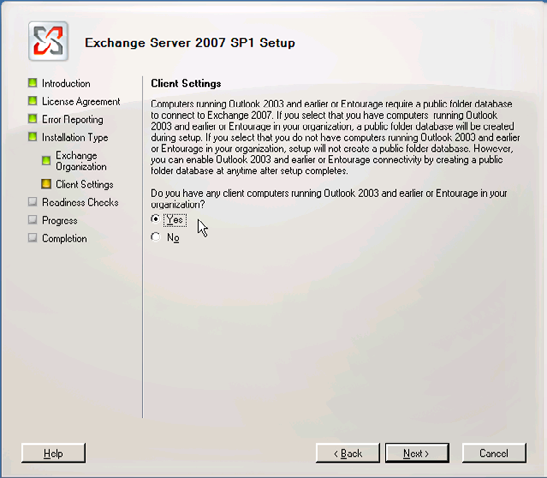 Exchange Server 2007 SP1 Setup
Introduction
License Agreement
Error Reporting
Installation Type
Exchange
Organization
Client Settings
Readiness Checks
Progress
Completion
Client Settings
Computers running Outlook 2003 and earlier or Entourage require a public folder database
to connect to Exchange 2007. If you select that you have computers running Outlook
2003 and earlier or Entourage in your organization, a public folder database will be created
during setup. If you select that you do not have computers running Outlook 2003 and earlier
or Entourage in your organization, setup will not create a public folder database. However,
you can enable Outlook 2003 and earlier or Entourage connectivity by creating a public
folder database at anytime after setup completes.
Do you have any client computers running Outlook 2003 and earlier or Entourage in your
organization?
Yes
No
Help
< Back
Next >
Cancel